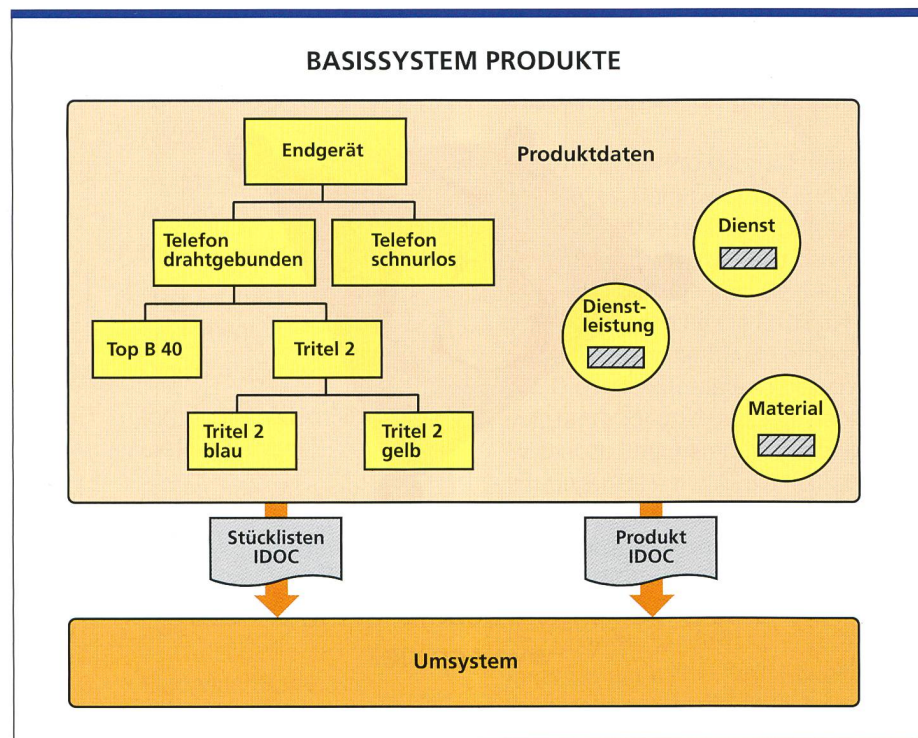 BASISSYSTEM PRODUKTE
Endgerät
Produktdaten
Telefon
drahtgebunden
Telefon
schnurlos
Dienst
Dienst-
leistung
Top B 40
Tritel 2
Material
Tritel 2
blau
Tritel 2
gelb
Stücklisten
IDOC
Produkt
IDOC
Umsystem